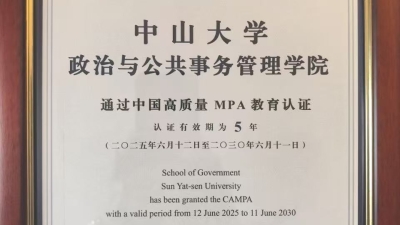 中山大学
政治与公共事务管理学院
通过中国高质量 MPA 教育认证
认证有效期为 5 年
(二〇二五年六月十二日至二〇三〇年六月十一日)
School of Government
Sun Yat-sen University
has been granted the CAMPA
with a valid period from 12 June 2025 to 11 June 2030